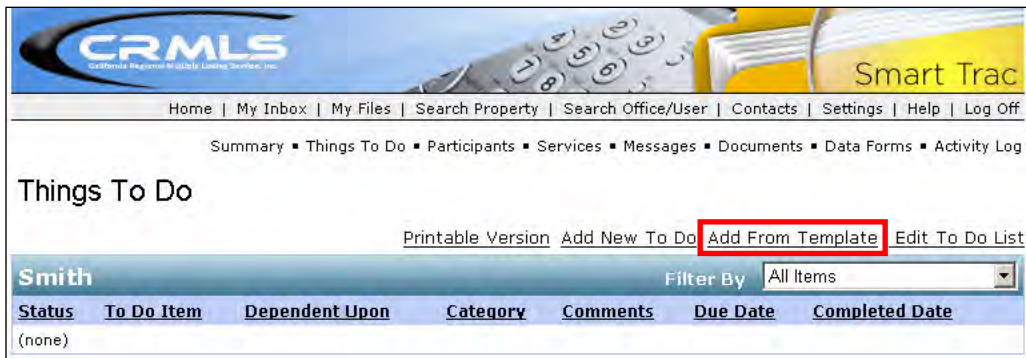 CRMLS
California Regional Multiple Listing Service, Inc.
Smart Trac
Home | My Inbox | My Files | Search Property | Search Office/User | Contacts | Settings | Help | Log Off
Summary ▪ Things To Do ▪ Participants ▪ Services ▪ Messages ▪ Documents ▪ Data Forms ▪ Activity Log
Things To Do
Printable Version Add New To Do Add From Template Edit To Do List
Smith Filter By All Items
Status To Do Item Dependent Upon Category Comments Due Date Completed Date
(none)